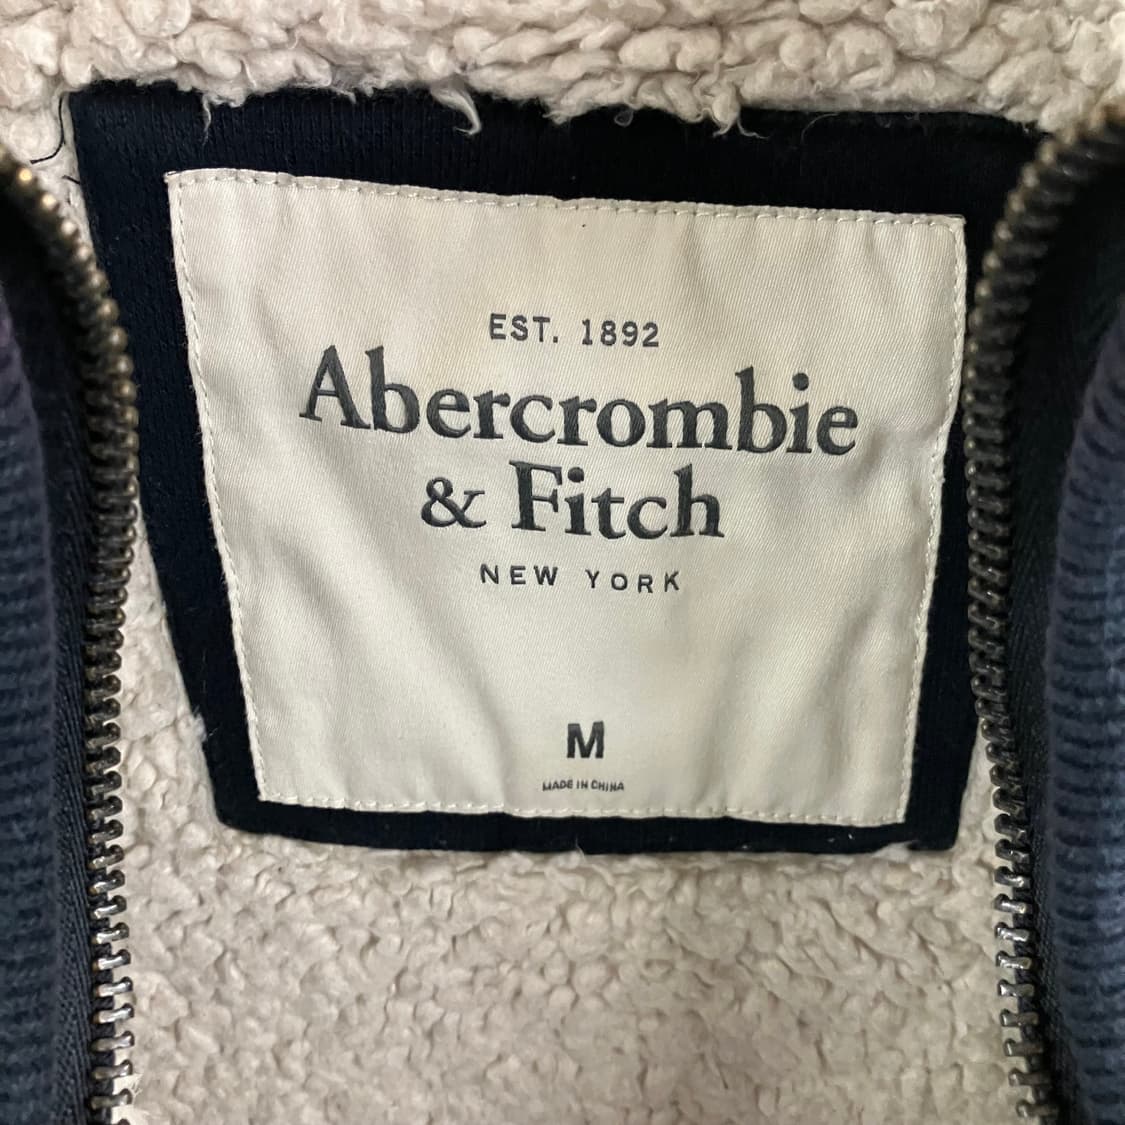 EST. 1892
Abercrombie
& Fitch
NEW YORK
M
MADE IN CHINA